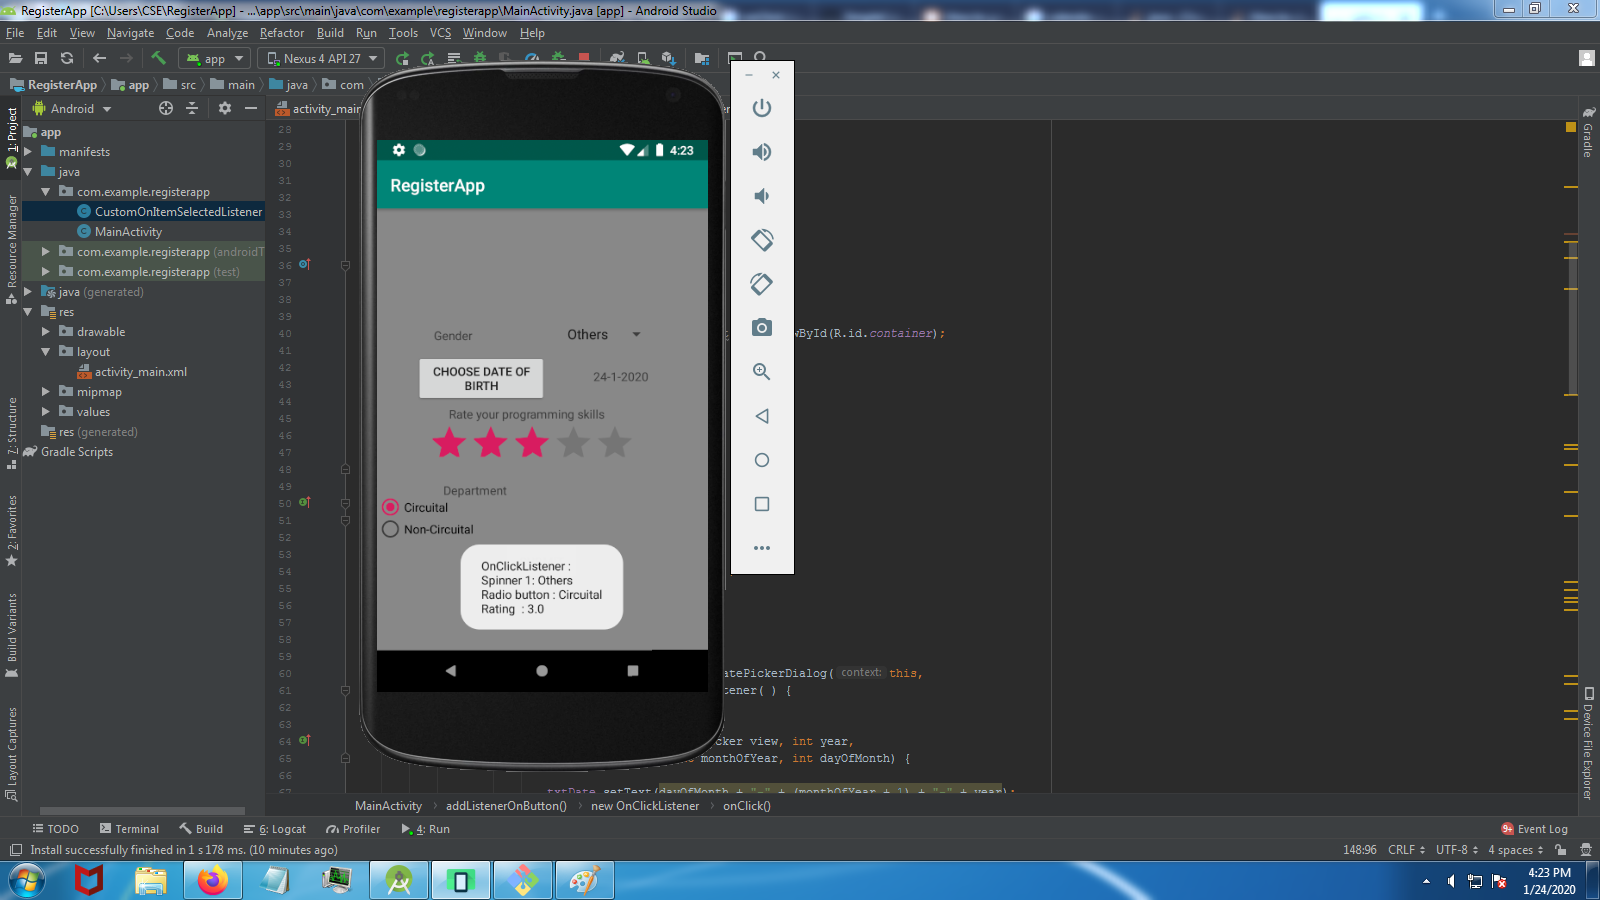 RegisterApp [C:\Users\CSE\RegisterApp] - ...\app\src\main\java\com\example\registerapp\MainActivity.java [app] - Android Studio
File Edit View Navigate Code Analyze Refactor Build Run Tools VCS Window Help
app Nexus 4 API 27
RegisterApp app src main java com
Android activity_main
1: Project
Resource Manager
7: Structure
2: Favorites
Build Variants
Layout Captures
app
manifests
java
com.example.registerapp
CustomOnItemSelectedListener
MainActivity
com.example.registerapp (androidT
com.example.registerapp (test)
java (generated)
res
drawable
layout
activity_main.xml
mipmap
values
res (generated)
Gradle Scripts
28
29
30
31
32
33
34
35
36
37
38
39
40
41
42
43
44
45
46
47
48
49
50
51
52
53
54
55
56
57
58
59
60
61
62
63
64
65
66
4:23
RegisterApp
Gender Others
CHOOSE DATE OF
BIRTH
24-1-2020
Rate your programming skills
Department
Circuital
Non-Circuital
OnClickListener :
Spinner 1: Others
Radio button : Circuital
Rating : 3.0
wById(R.id.container);
atePickerDialog( context: this,
tener( ) {
cker view, int year,
monthOfYear, int dayOfMonth) {
txtDate.setText(dayOfMonth + "-" + (monthOfYear + 1) + "-" + year);
Gradle
Device File Explorer
MainActivity addListenerOnButton() new OnClickListener onClick()
TODO Terminal Build 6: Logcat Profiler 4: Run 9+ Event Log
Install successfully finished in 1 s 178 ms. (10 minutes ago) 148:96 CRLF UTF-8 4 spaces
4:23 PM
1/24/2020